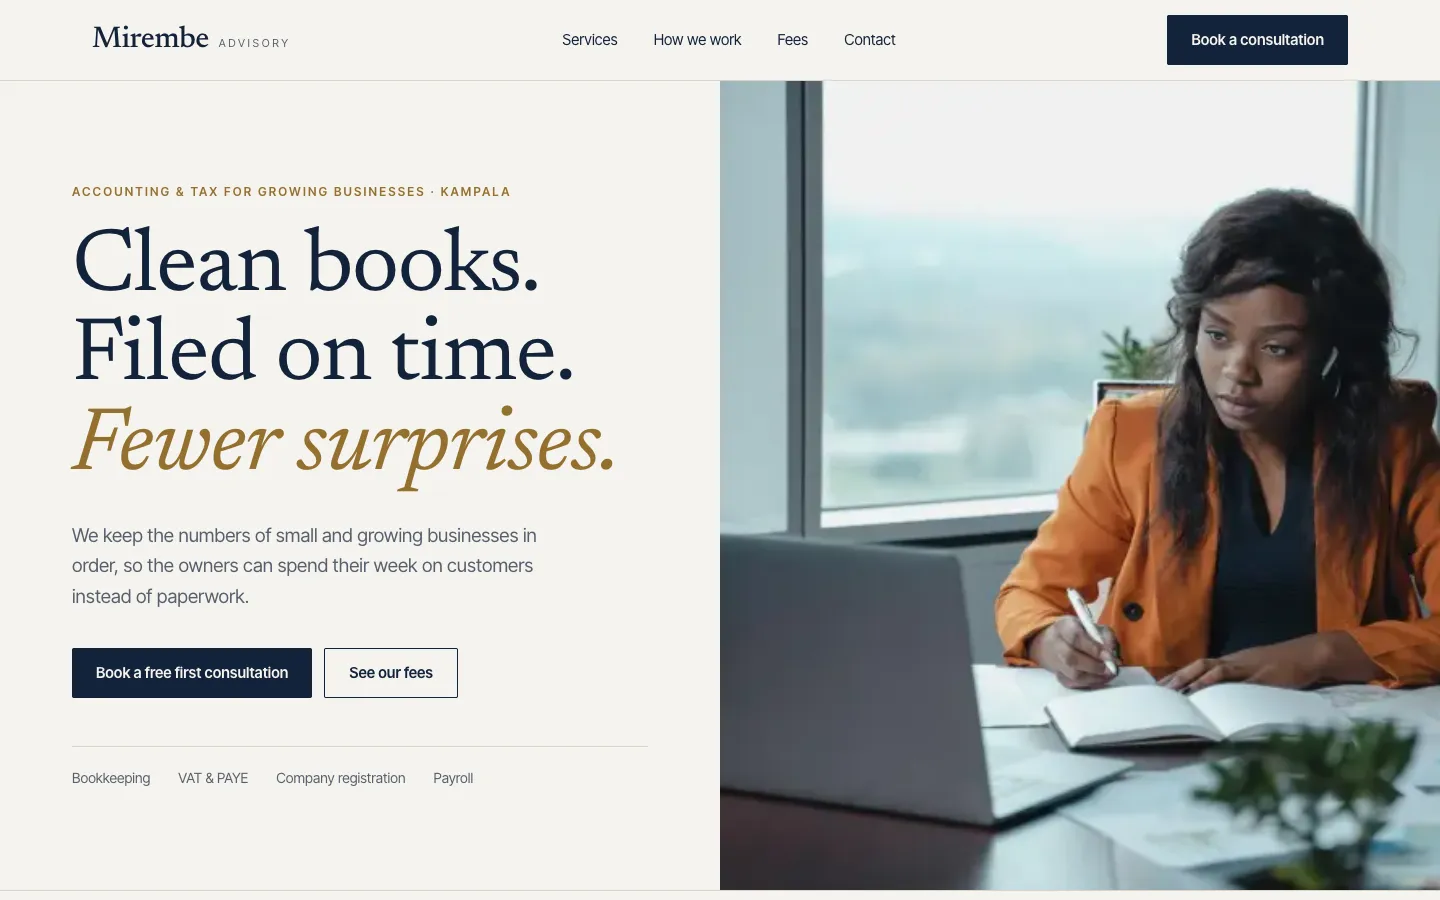 Mirembe ADVISORY
Services
How we work
Fees
Contact
Book a consultation
ACCOUNTING & TAX FOR GROWING BUSINESSES · KAMPALA
Clean books.
Filed on time.
Fewer surprises.
We keep the numbers of small and growing businesses in
order, so the owners can spend their week on customers
instead of paperwork.
Book a free first consultation
See our fees
Bookkeeping
VAT & PAYE
Company registration
Payroll